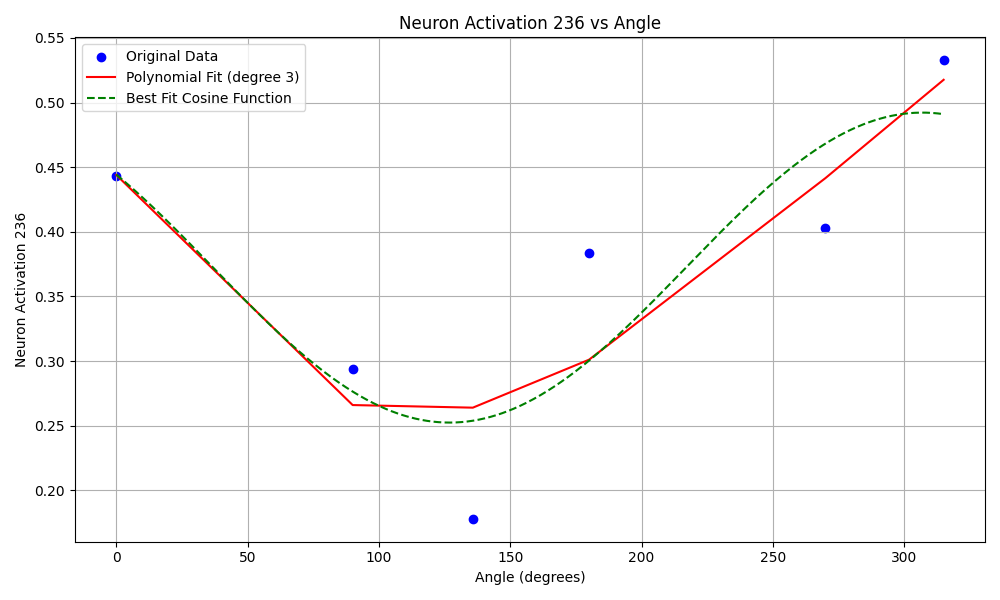 Neuron Activation 236 vs Angle
Original Data
Polynomial Fit (degree 3)
Best Fit Cosine Function
Neuron Activation 236
0.55
0.50
0.45
0.40
0.35
0.30
0.25
0.20
0
50
100
150
200
250
300
Angle (degrees)